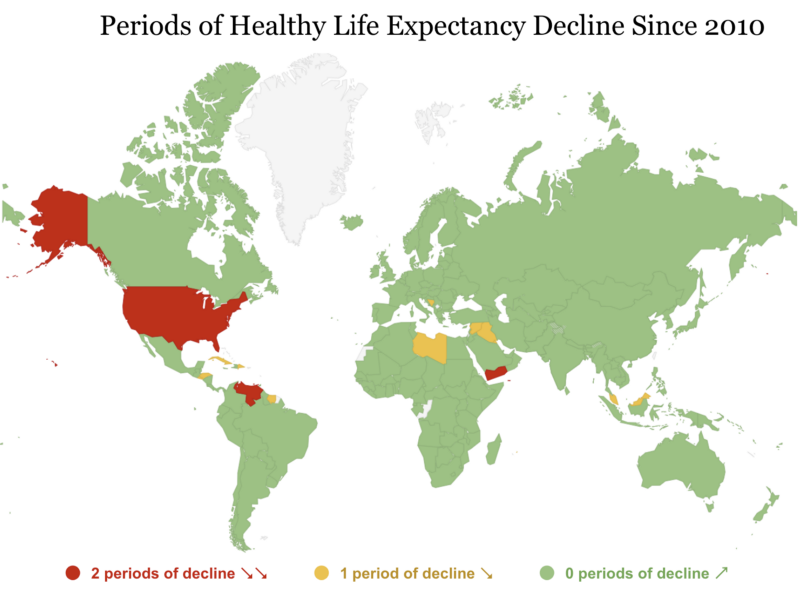 Periods of Healthy Life Expectancy Decline Since 2010
2 periods of decline ↘↘
1 period of decline ↘
0 periods of decline ↗